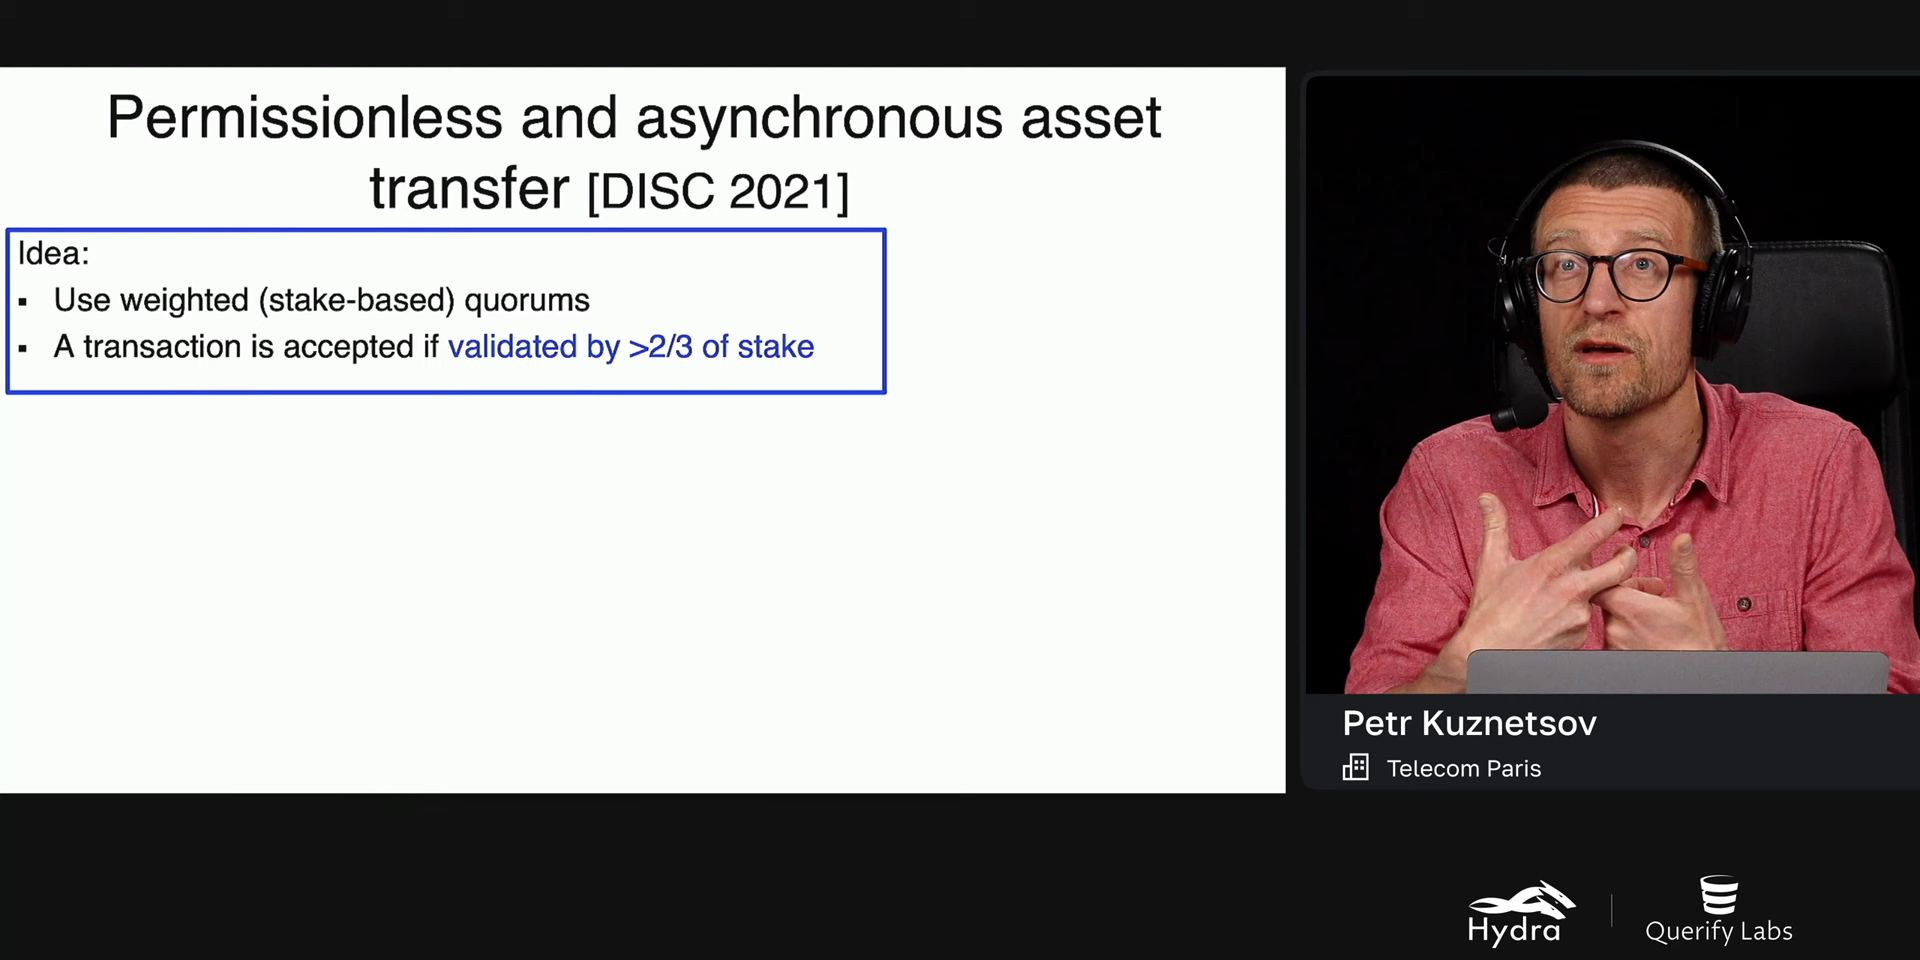 Permissionless and asynchronous asset
transfer [DISC 2021]
Idea:
▪ Use weighted (stake-based) quorums
▪ A transaction is accepted if validated by >2/3 of stake
Petr Kuznetsov
Telecom Paris
Hydra
Querify Labs